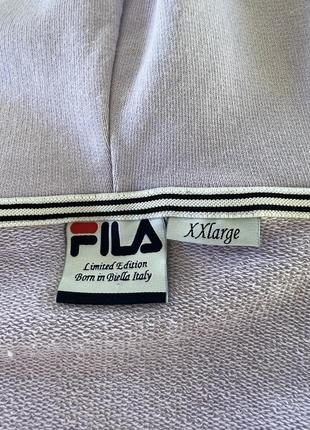 FILA
Limited Edition
Born in Biella Italy
XXlarge